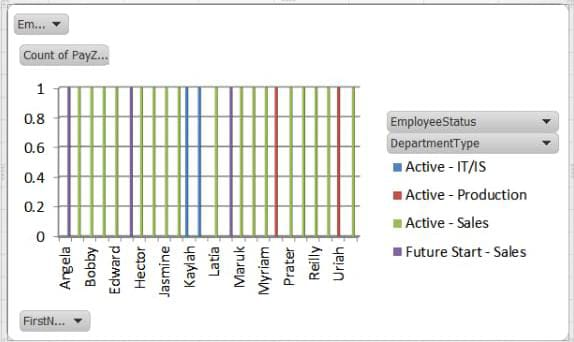 Em...
Count of PayZ...
1
0.8
0.6
0.4
0.2
0
Angela
Bobby
Edward
Hector
Jasmine
Kaylah
Latia
Maruk
Myriam
Prater
Reilly
Uriah
EmployeeStatus
DepartmentType
Active - IT/IS
Active - Production
Active - Sales
Future Start - Sales
FirstN...